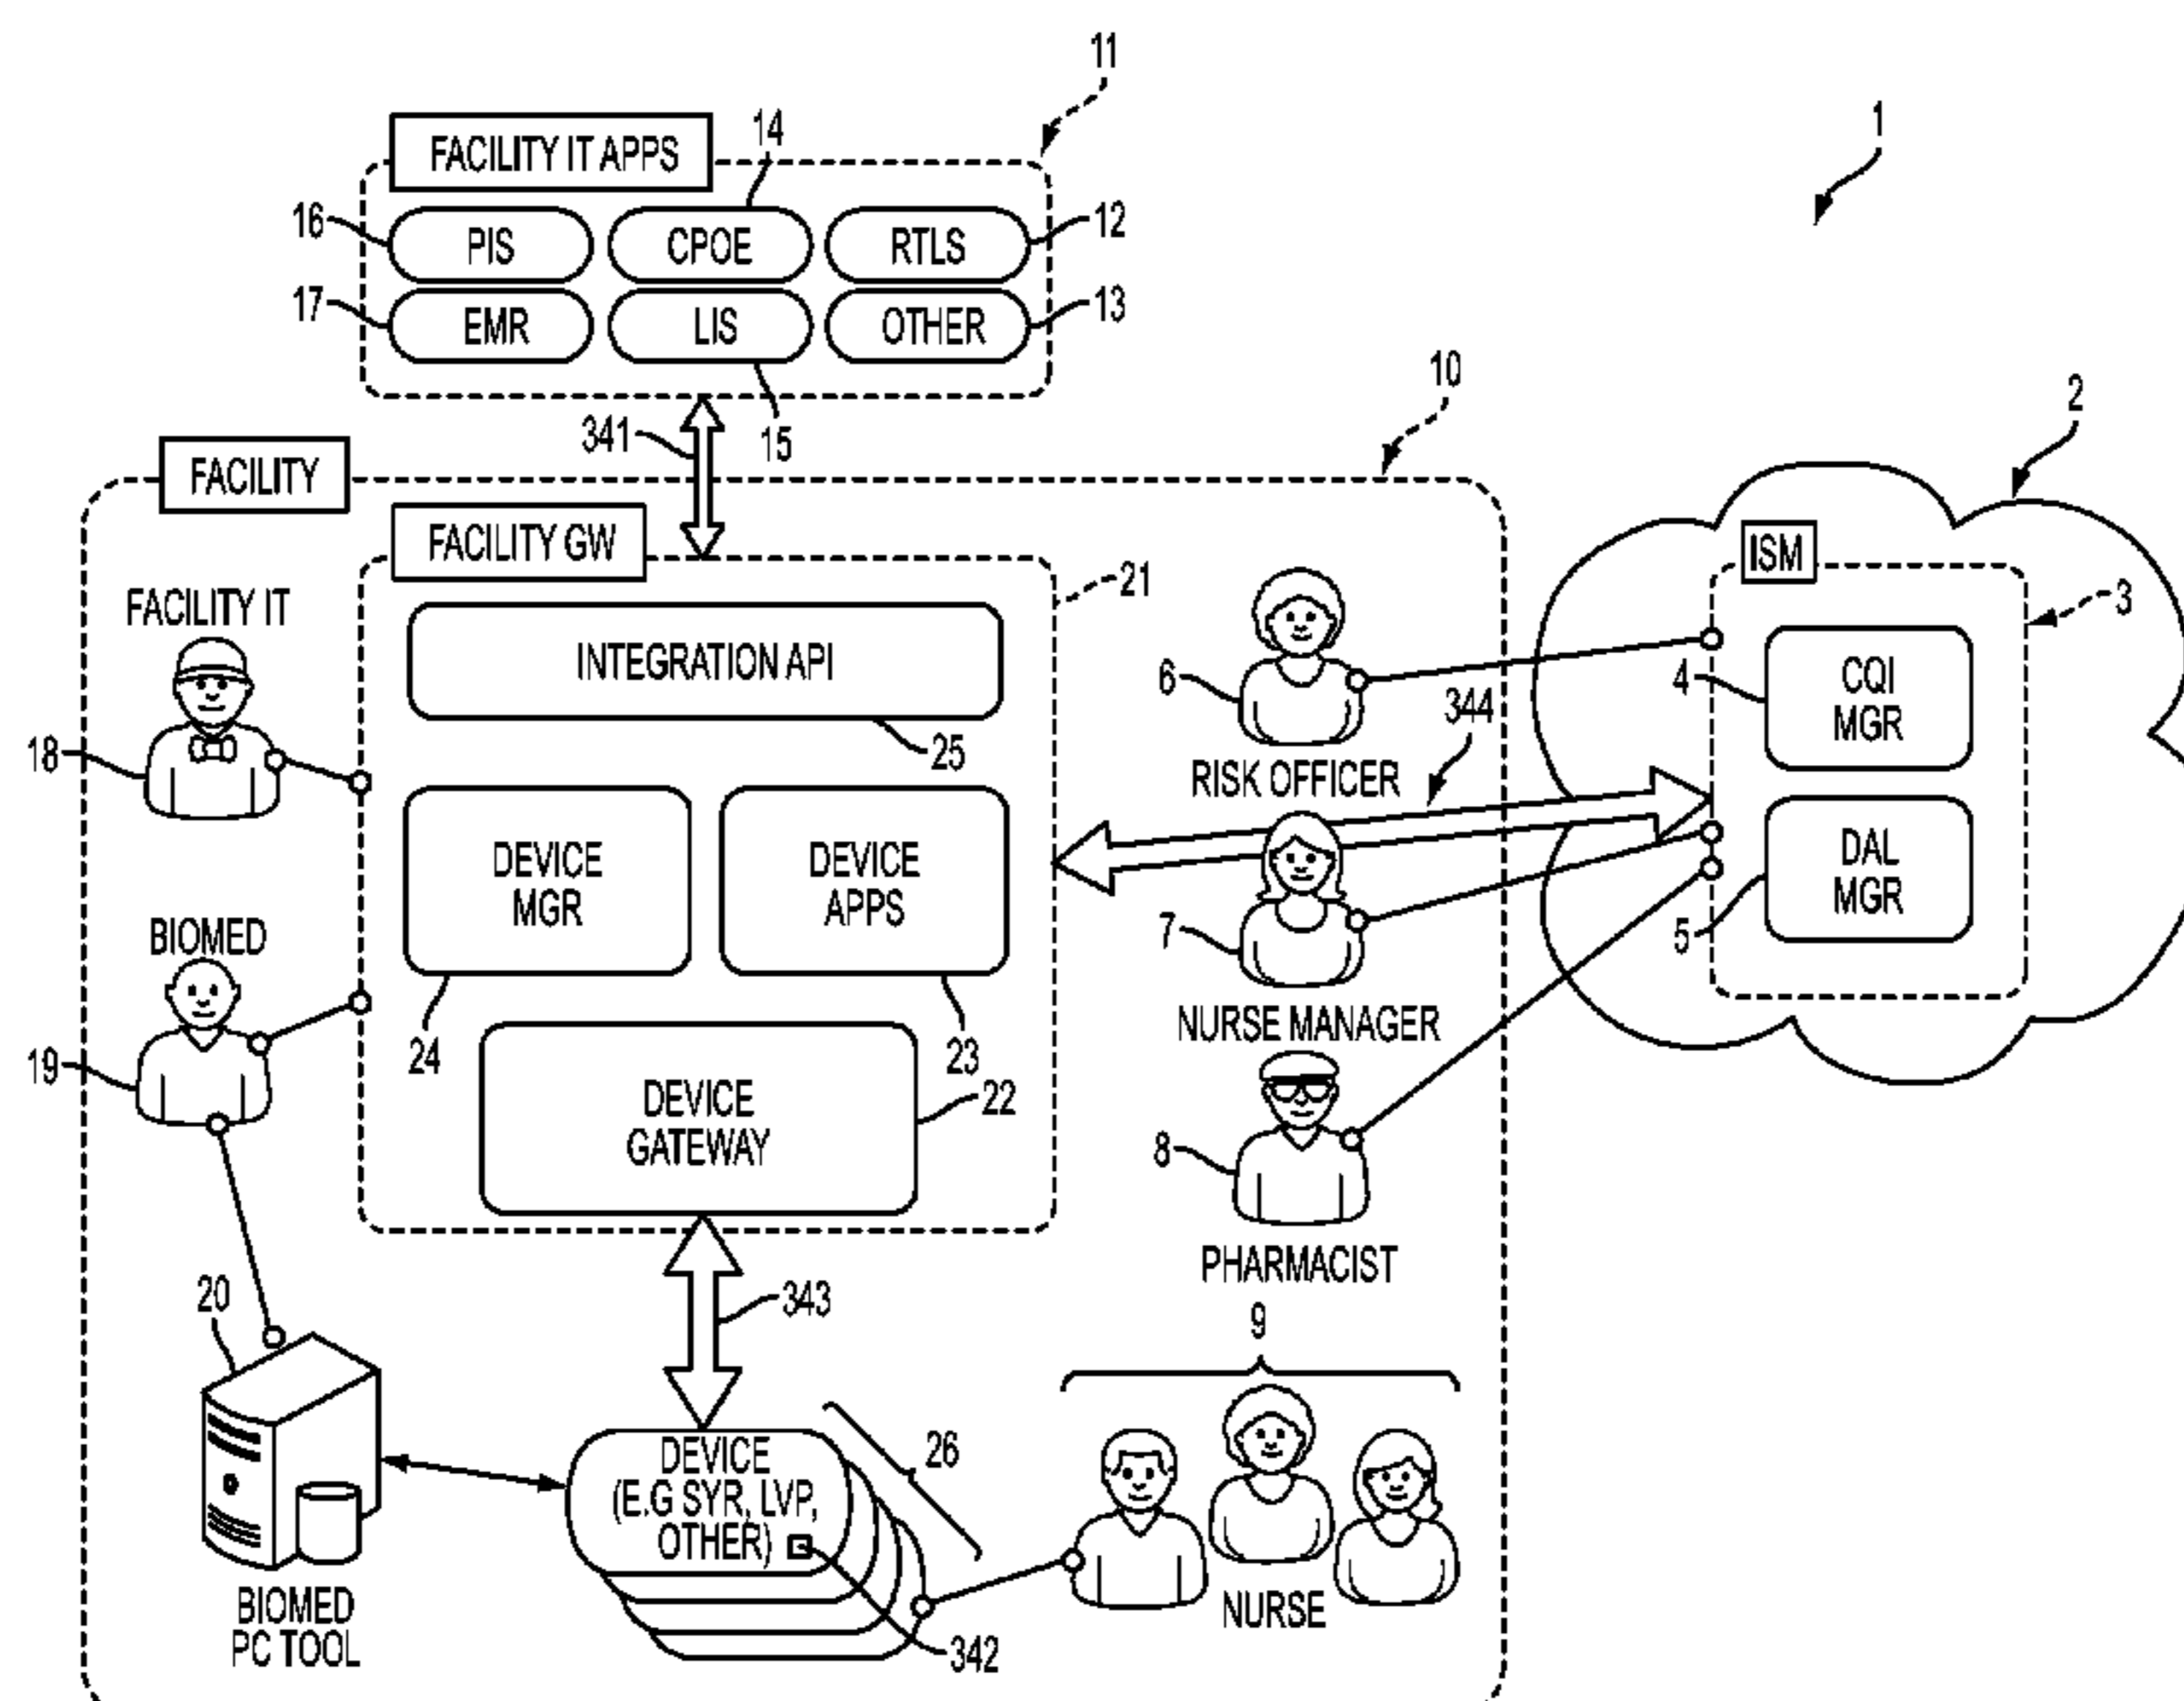 11
1
FACILITY IT APPS
14
16
PIS
CPOE
RTLS
12
17
EMR
LIS
OTHER
13
341
15
10
2
FACILITY
FACILITY GW
ISM
21
3
FACILITY IT
INTEGRATION API
25
18
6
RISK OFFICER
344
4
CQI
MGR
DEVICE
MGR
DEVICE
APPS
DAL
MGR
5
BIOMED
7
NURSE MANAGER
24
23
19
DEVICE
GATEWAY
22
8
PHARMACIST
20
343
9
DEVICE
(E.G SYR, LVP,
OTHER)
26
NURSE
BIOMED
PC TOOL
342